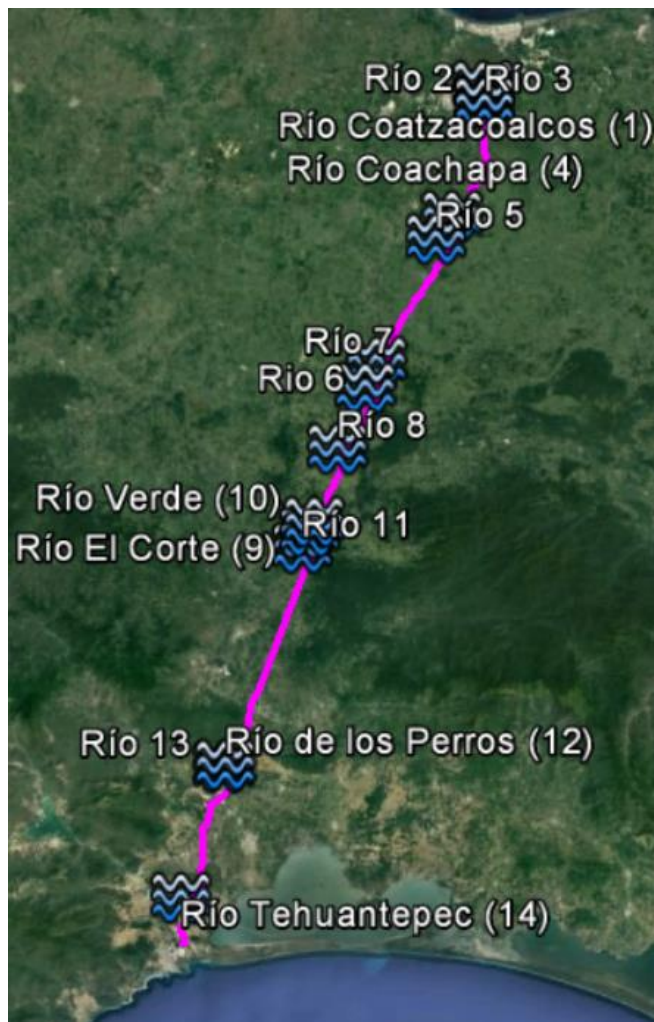 Río 2
Río 3
Río Coatzacoalcos (1)
Río Coachapa (4)
Río 5
Río 7
Rio 6
Río 8
Río Verde (10)
Río 11
Río El Corte (9)
Río 13
Río de los Perros (12)
Río Tehuantepec (14)